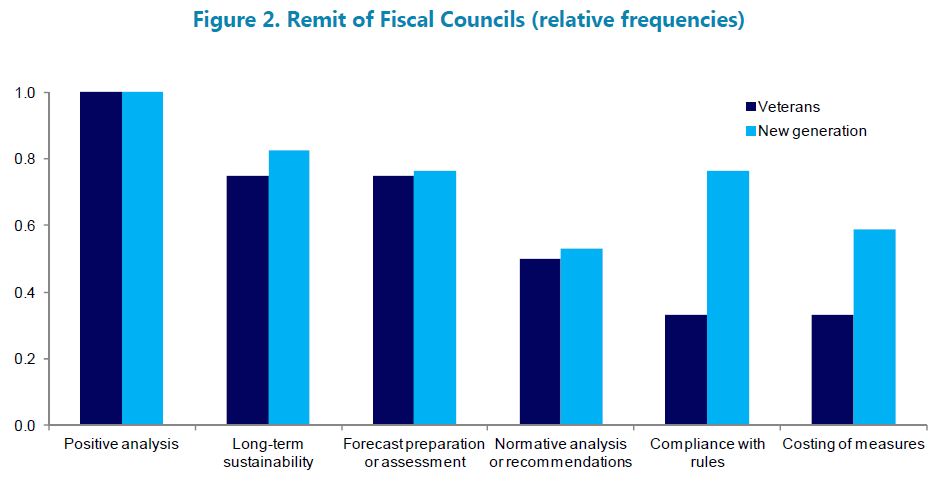 Figure 2. Remit of Fiscal Councils (relative frequencies)
1.0
0.8
0.6
0.4
0.2
0.0
Veterans
New generation
Positive analysis
Long-term
sustainability
Forecast preparation
or assessment
Normative analysis
or recommendations
Compliance with
rules
Costing of measures